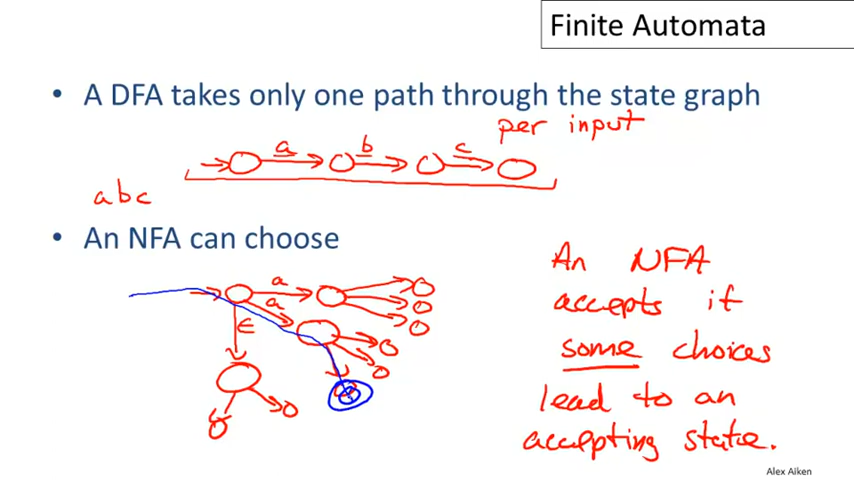 Finite Automata
• A DFA takes only one path through the state graph
per input
a b c
abc
• An NFA can choose
a
a
ε
An NFA
accepts if
some choices
lead to an
accepting state.
Alex Aiken